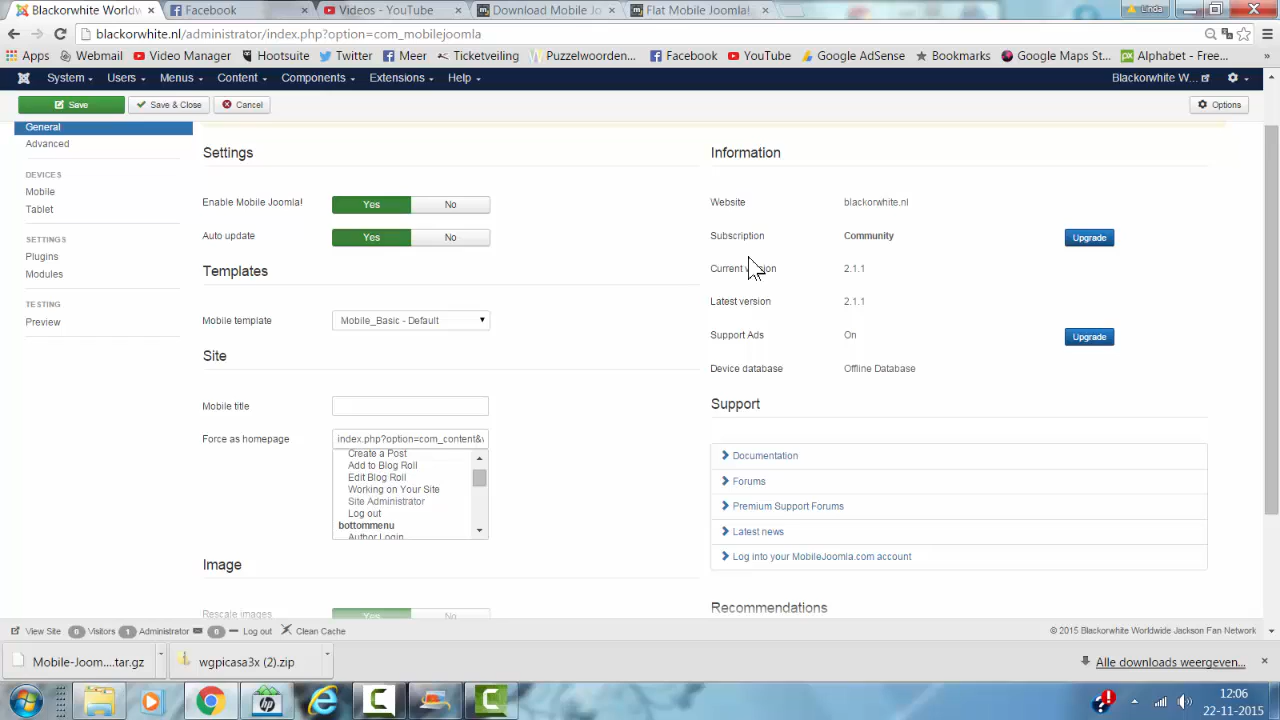 Blackorwhite Worldw
Facebook
Videos - YouTube
Download Mobile Jo
Flat Mobile Joomla!
Linda
blackorwhite.nl/administrator/index.php?option=com_mobilejoomla
Apps Webmail Video Manager Hootsuite Twitter Meer Ticketveiling Puzzelwoorden... Facebook YouTube Google AdSense Bookmarks Google Maps St... Alphabet - Free... »
System Users Menus Content Components Extensions Help Blackorwhite W...
Save Save & Close Cancel Options
General
Advanced
DEVICES
Mobile
Tablet
SETTINGS
Plugins
Modules
TESTING
Preview
Settings
Enable Mobile Joomla! Yes No
Auto update Yes No
Templates
Mobile template Mobile_Basic - Default
Site
Mobile title
Force as homepage index.php?option=com_content&
Create a Post
Add to Blog Roll
Edit Blog Roll
Working on Your Site
Site Administrator
Log out
bottommenu
Author Login
Image
Rescale images Yes No
Information
Website blackorwhite.nl
Subscription Community Upgrade
Current version 2.1.1
Latest version 2.1.1
Support Ads On Upgrade
Device database Offline Database
Support
Documentation
Forums
Premium Support Forums
Latest news
Log into your MobileJoomla.com account
Recommendations
View Site 0 Visitors 1 Administrator 0 Log out Clean Cache © 2015 Blackorwhite Worldwide Jackson Fan Network
Mobile-Joom....tar.gz wgpicasa3x (2).zip Alle downloads weergeven...
12:06
22-11-2015